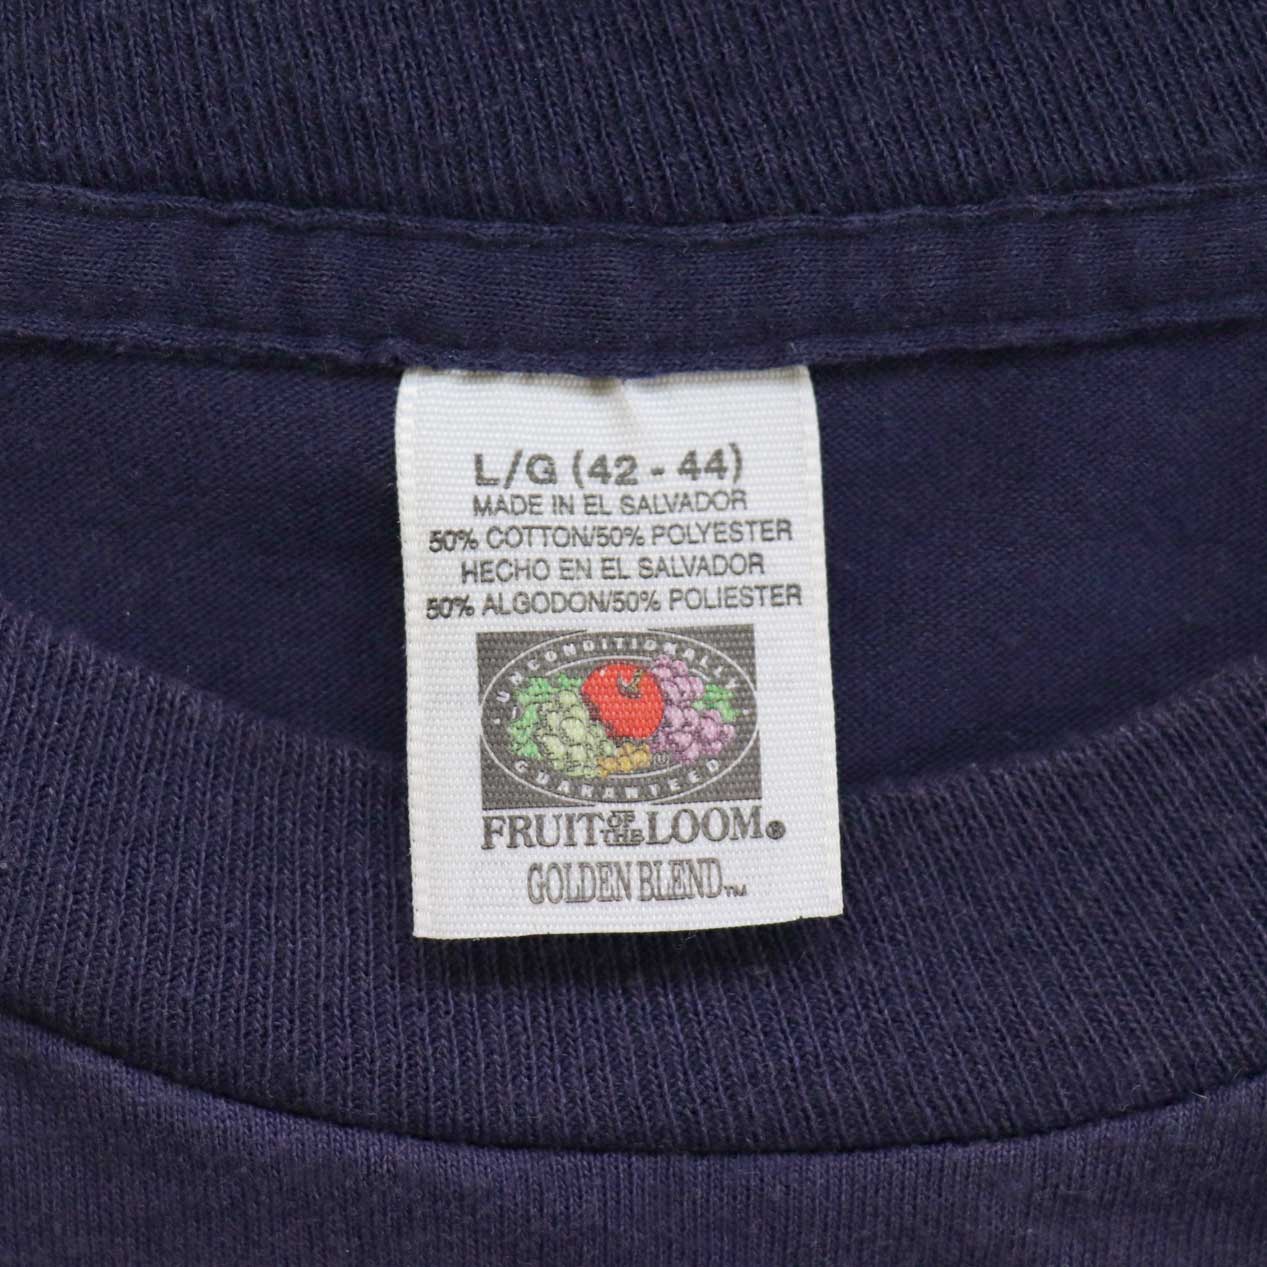 L/G (42 - 44)
MADE IN EL SALVADOR
50% COTTON/50% POLYESTER
HECHO EN EL SALVADOR
50% ALGODON/50% POLIESTER
UNCONDITIONALLY
GUARANTEED
®
FRUIT OF THE LOOM®
GOLDEN BLEND™